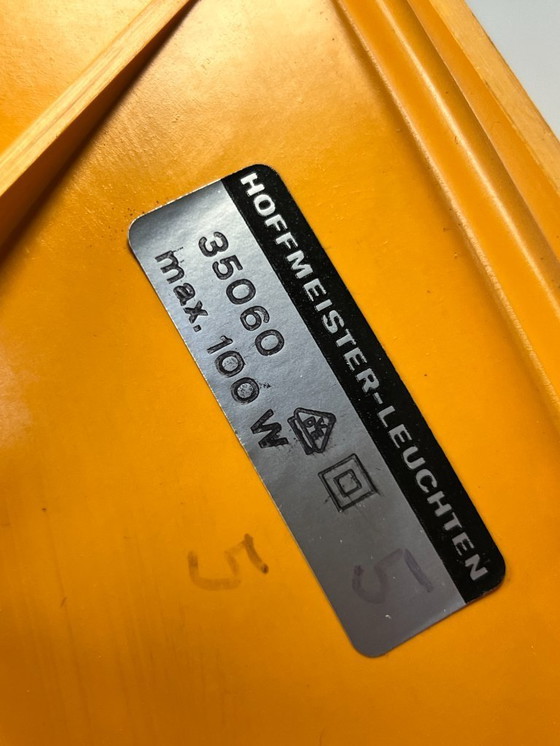 HOFFMEISTER-LEUCHTEN
35060
max. 100 W
5
5